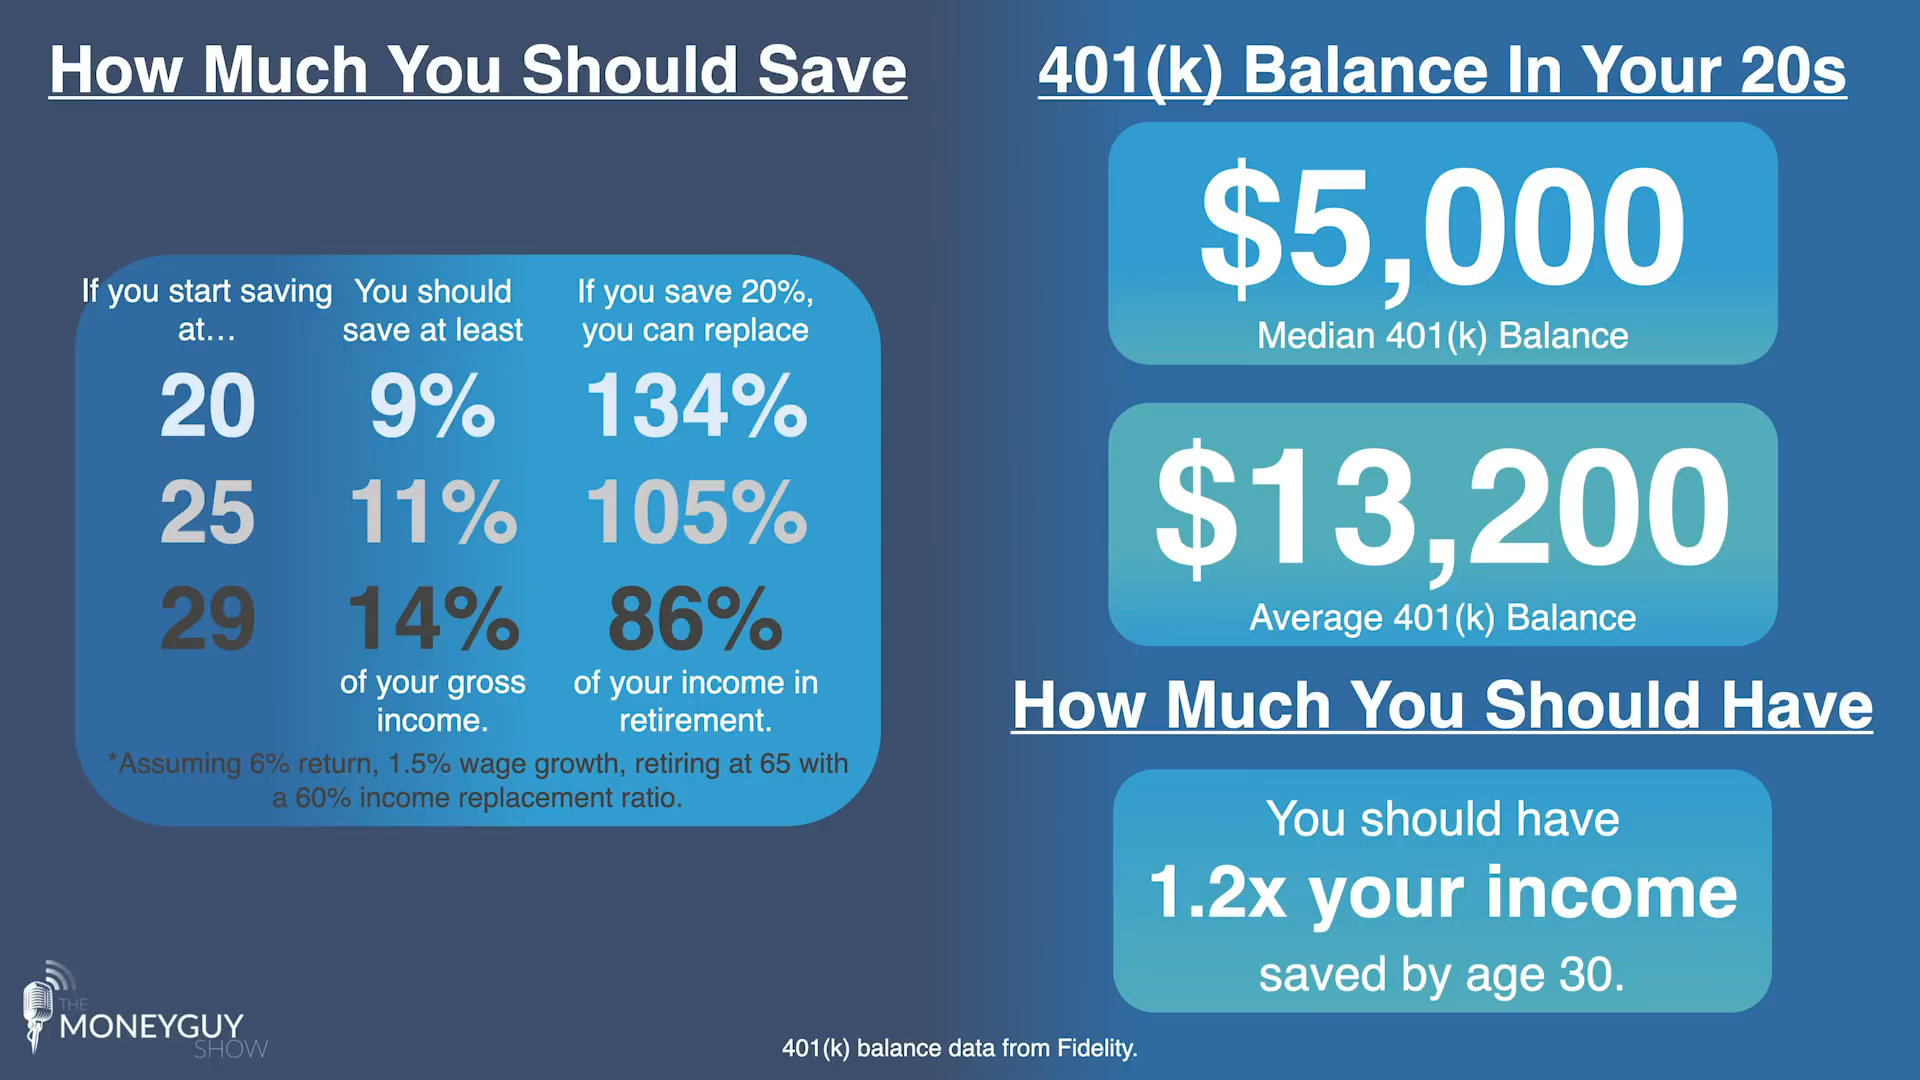 How Much You Should Save
If you start saving
at…
You should
save at least
If you save 20%,
you can replace
20 9% 134%
25 11% 105%
29 14% 86%
of your gross
income.
of your income in
retirement.
*Assuming 6% return, 1.5% wage growth, retiring at 65 with
a 60% income replacement ratio.
401(k) Balance In Your 20s
$5,000
Median 401(k) Balance
$13,200
Average 401(k) Balance
How Much You Should Have
You should have
1.2x your income
saved by age 30.
THE
MONEYGUY
SHOW
401(k) balance data from Fidelity.